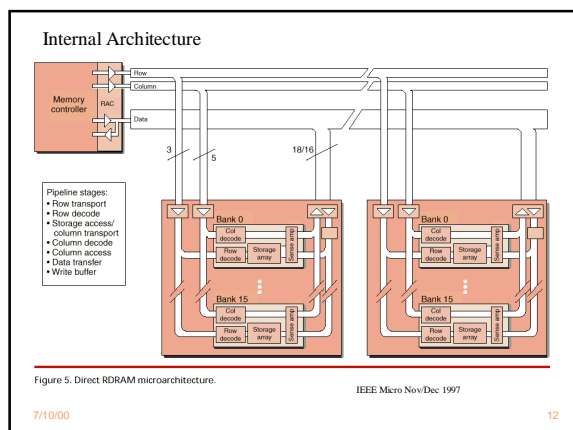 Internal Architecture
Memory
controller
RAC
Row
Column
Data
3
5
18/16
Pipeline stages:
• Row transport
• Row decode
• Storage access/
column transport
• Column decode
• Column access
• Data transfer
• Write buffer
Bank 0
Col
decode
Row
decode
Storage
array
Sense amp
Bank 15
Col
decode
Row
decode
Storage
array
Sense amp
Bank 0
Col
decode
Row
decode
Storage
array
Sense amp
Bank 15
Col
decode
Row
decode
Storage
array
Sense amp
Figure 5. Direct RDRAM microarchitecture.
IEEE Micro Nov/Dec 1997
7/10/00
12